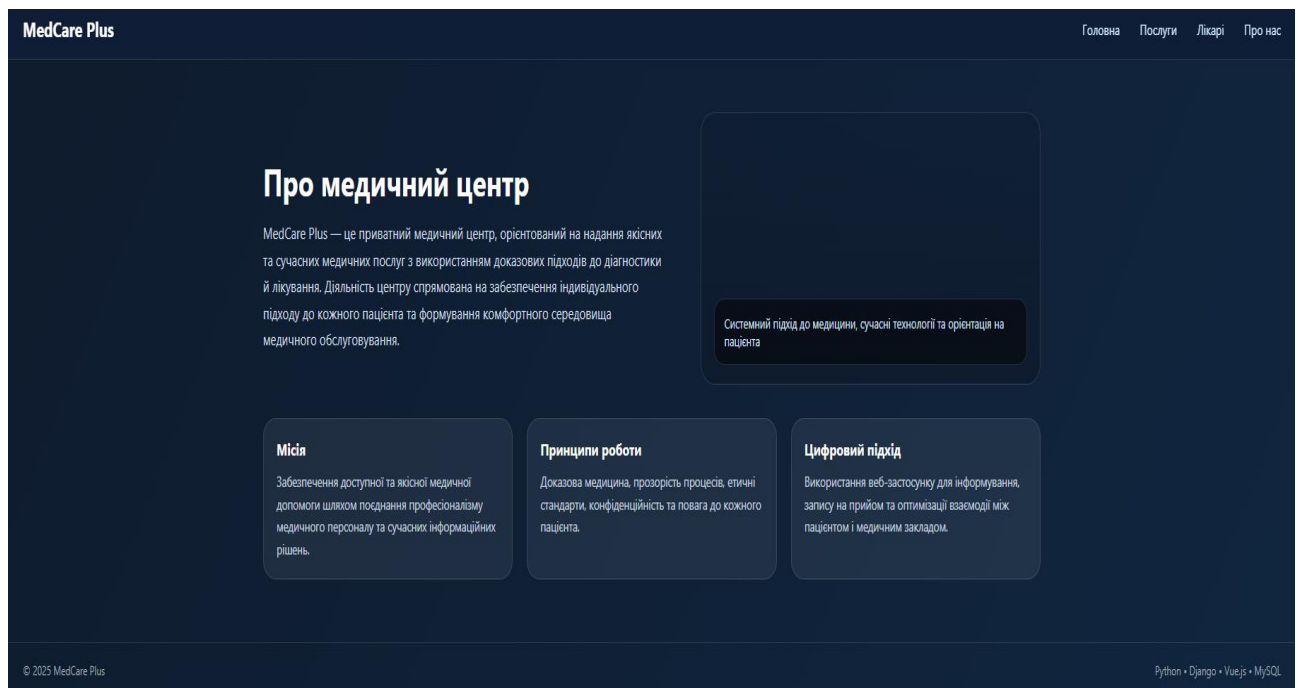 MedCare Plus
Головна Послуги Лікарі Про нас
Про медичний центр
MedCare Plus — це приватний медичний центр, орієнтований на надання якісних
та сучасних медичних послуг з використанням доказових підходів до діагностики
й лікування. Діяльність центру спрямована на забезпечення індивідуального
підходу до кожного пацієнта та формування комфортного середовища
медичного обслуговування.
Системний підхід до медицини, сучасні технології та орієнтація на
пацієнта
Місія
Забезпечення доступної та якісної медичної
допомоги шляхом поєднання професіоналізму
медичного персоналу та сучасних інформаційних
рішень.
Принципи роботи
Доказова медицина, прозорість процесів, етичні
стандарти, конфіденційність та повага до кожного
пацієнта.
Цифровий підхід
Використання веб-застосунку для інформування,
запису на прийом та оптимізації взаємодії між
пацієнтом і медичним закладом.
© 2025 MedCare Plus
Python • Django • Vue.js • MySQL